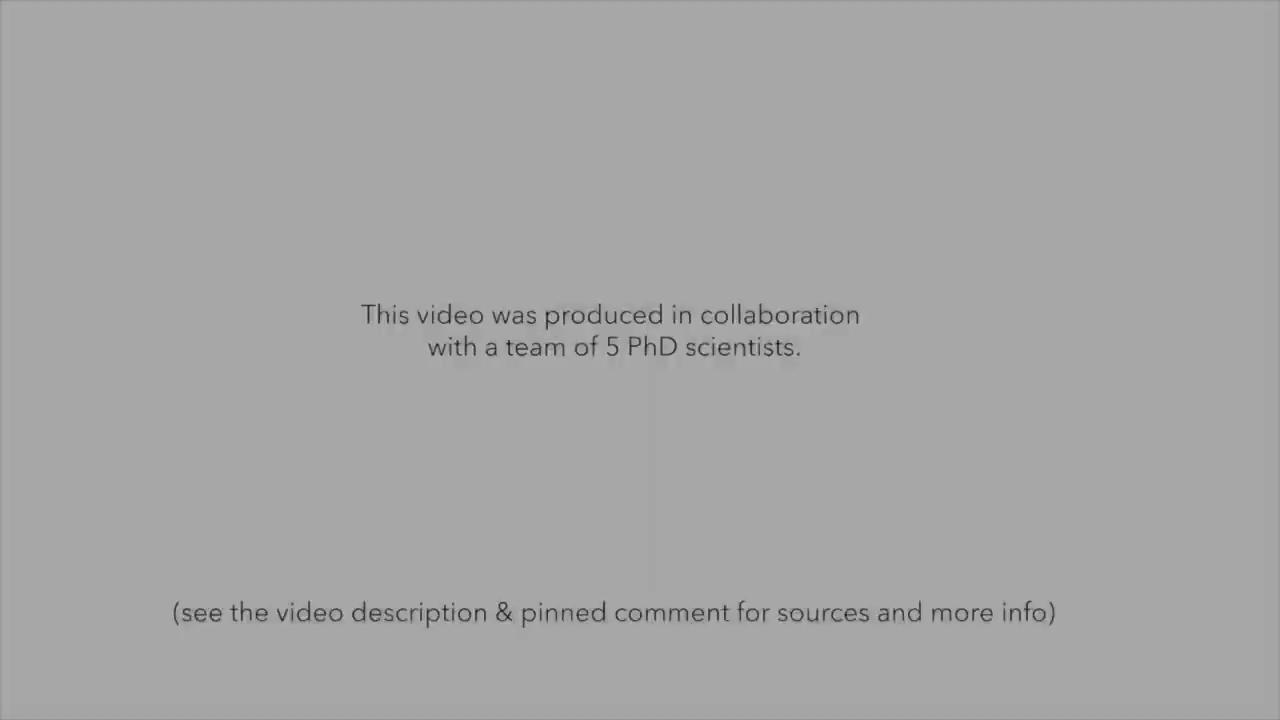 This video was produced in collaboration
with a team of 5 PhD scientists.
(see the video description & pinned comment for sources and more info)